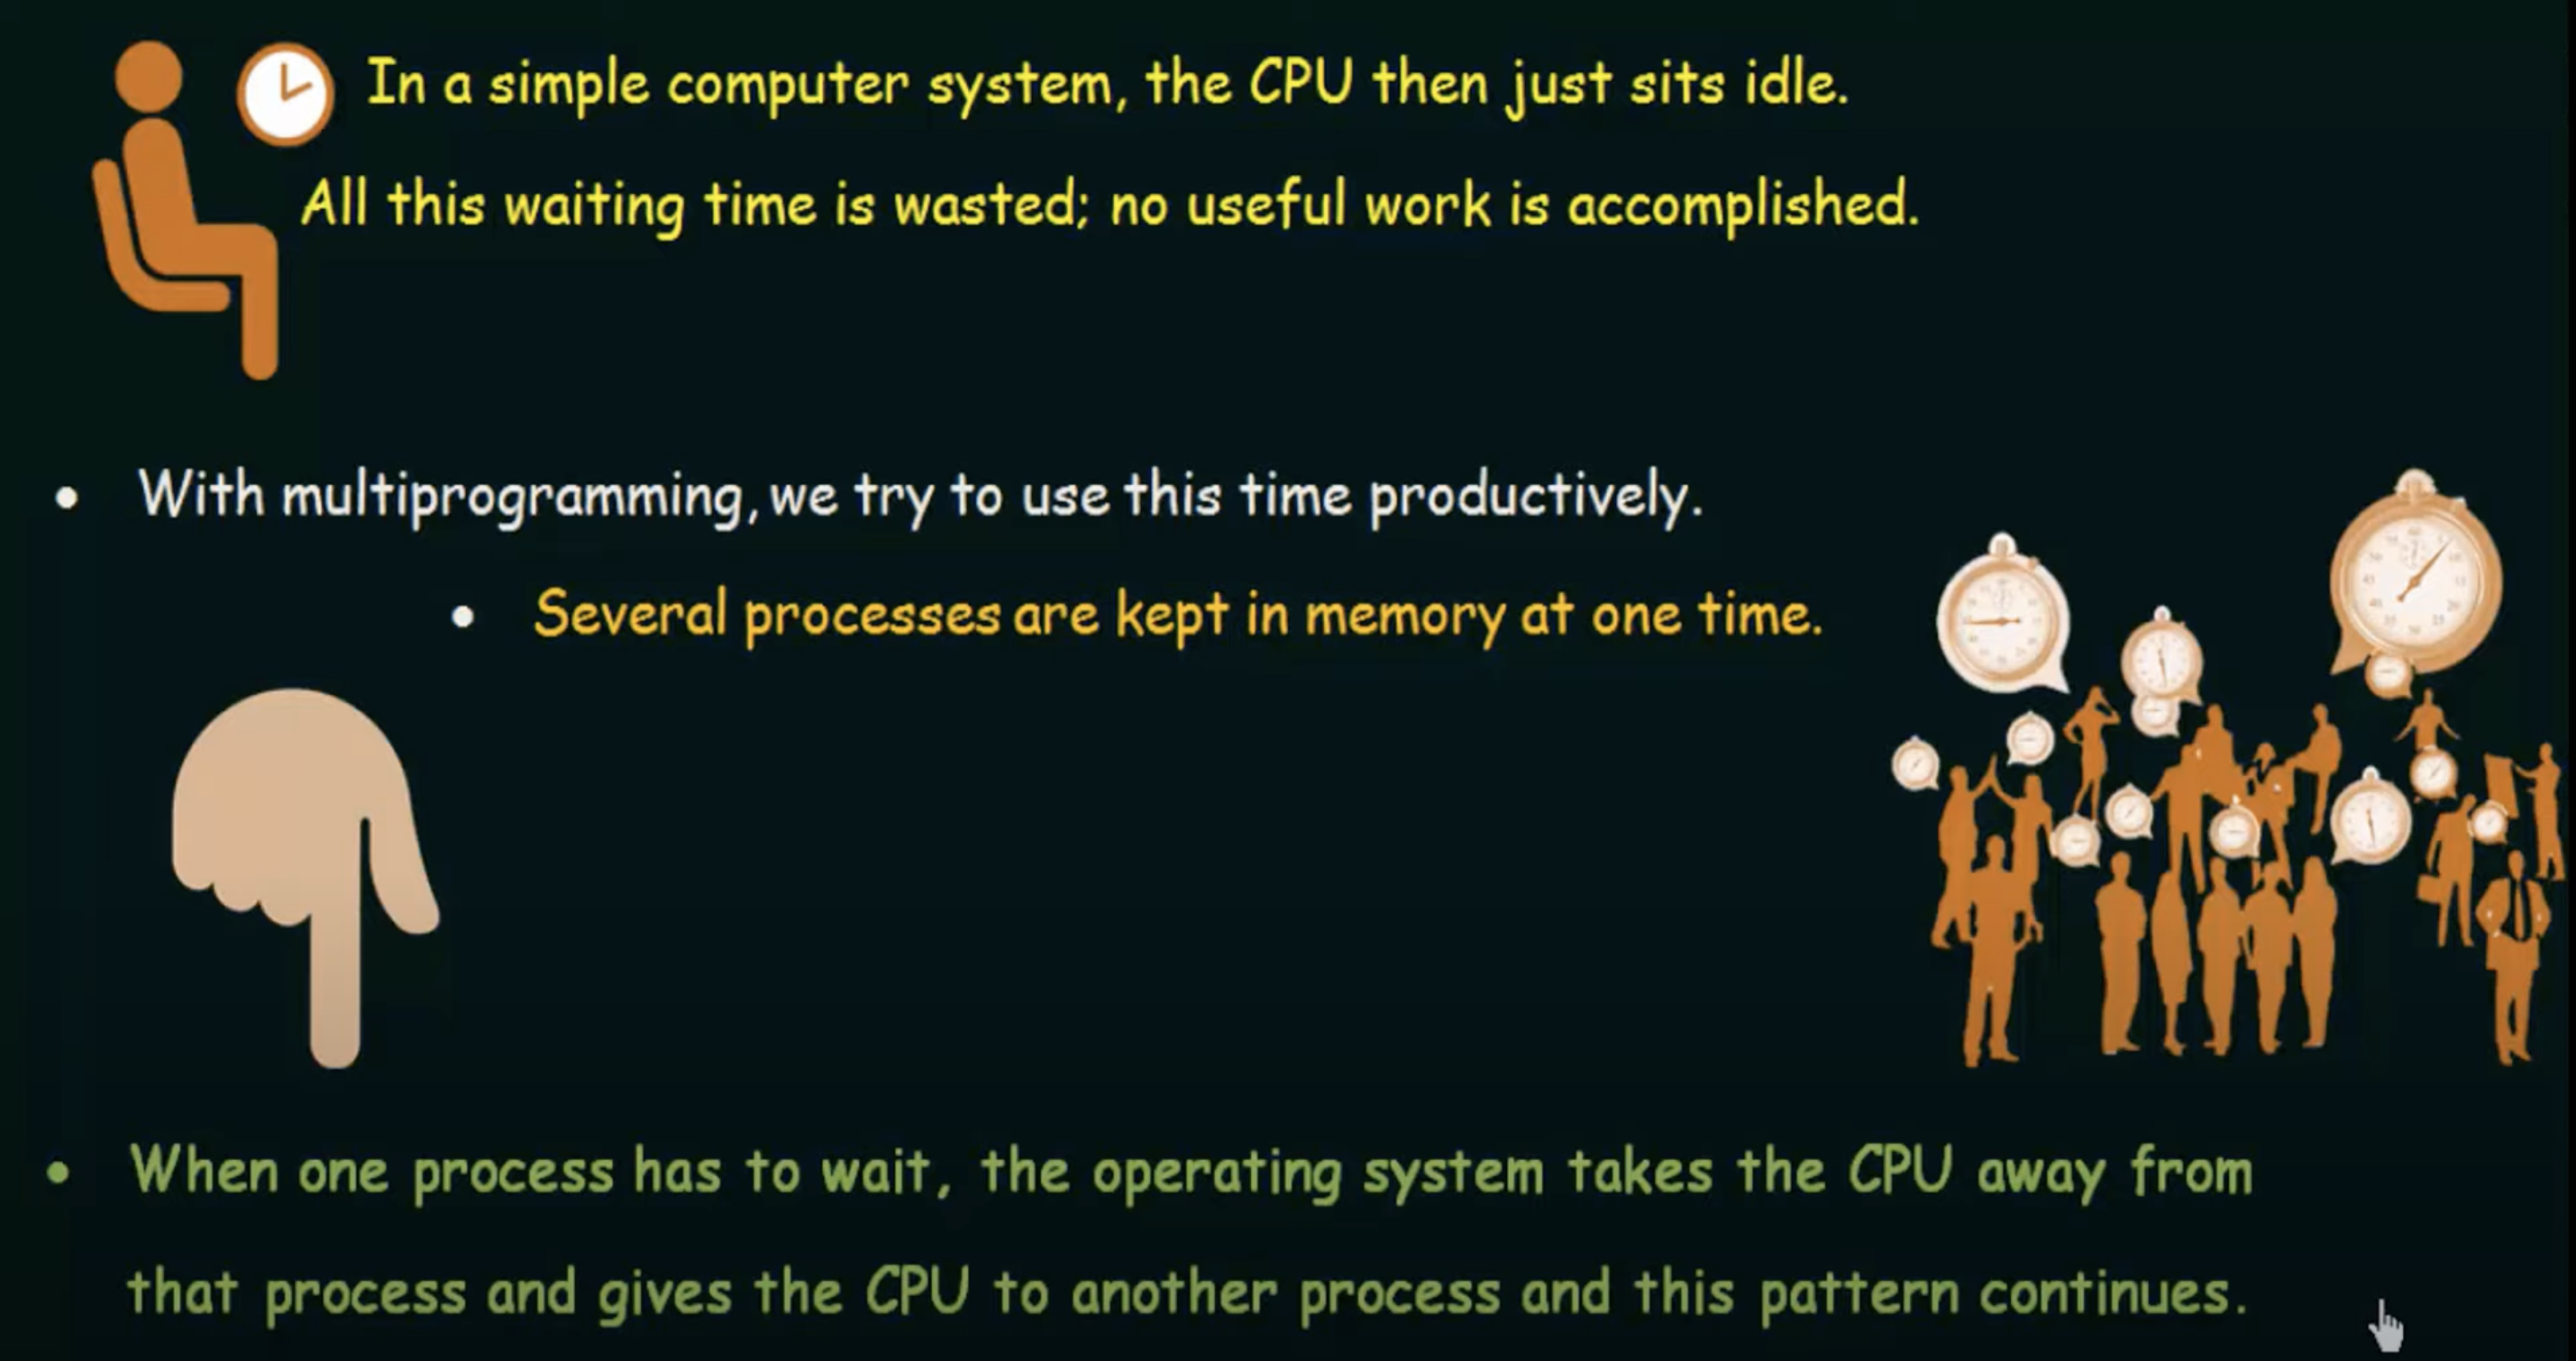 In a simple computer system, the CPU then just sits idle.
All this waiting time is wasted; no useful work is accomplished.
• With multiprogramming, we try to use this time productively.
• Several processes are kept in memory at one time.
• When one process has to wait, the operating system takes the CPU away from
that process and gives the CPU to another process and this pattern continues.